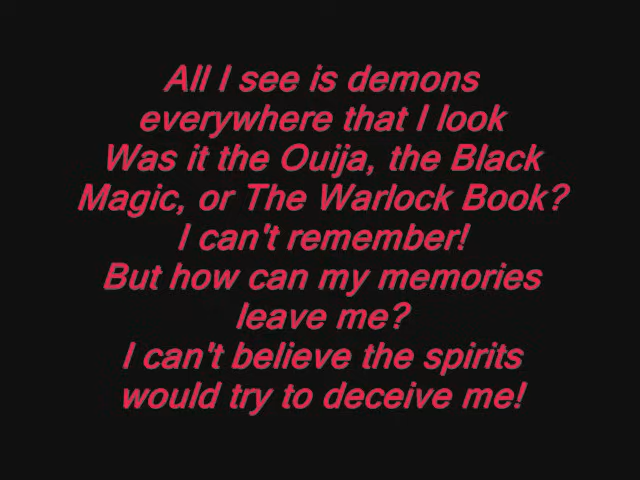 All I see is demons
everywhere that I look
Was it the Ouija, the Black
Magic, or The Warlock Book?
I can't remember!
But how can my memories
leave me?
I can't believe the spirits
would try to deceive me!